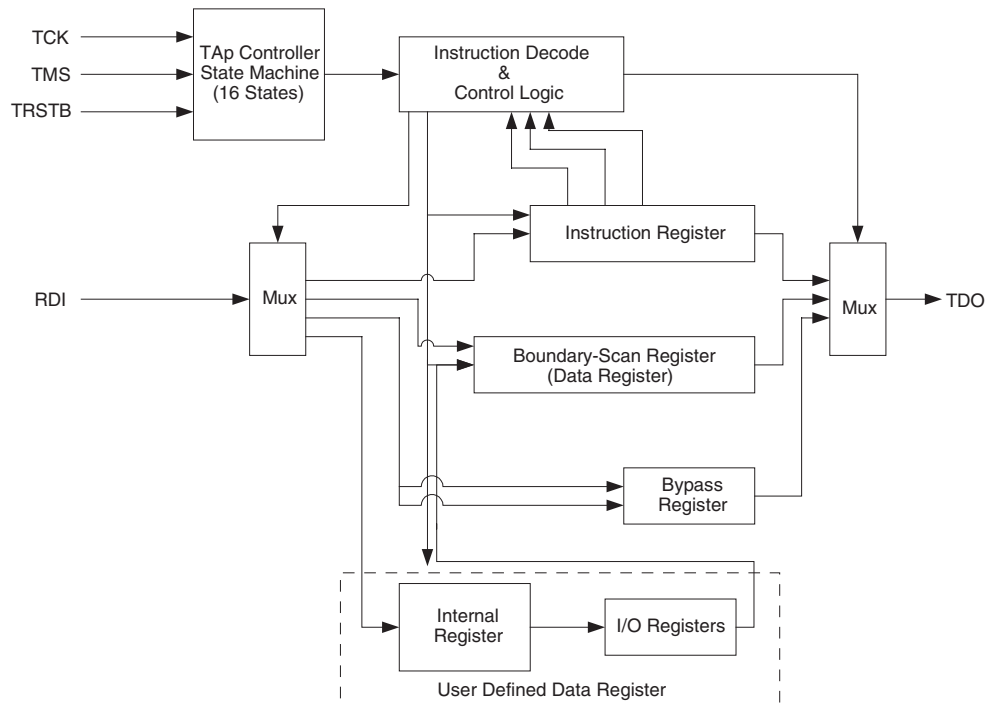 TCK
TMS
TRSTB
TAp Controller
State Machine
(16 States)
Instruction Decode
&
Control Logic
Instruction Register
RDI
Mux
Mux
TDO
Boundary-Scan Register
(Data Register)
Bypass
Register
Internal
Register
I/O Registers
User Defined Data Register